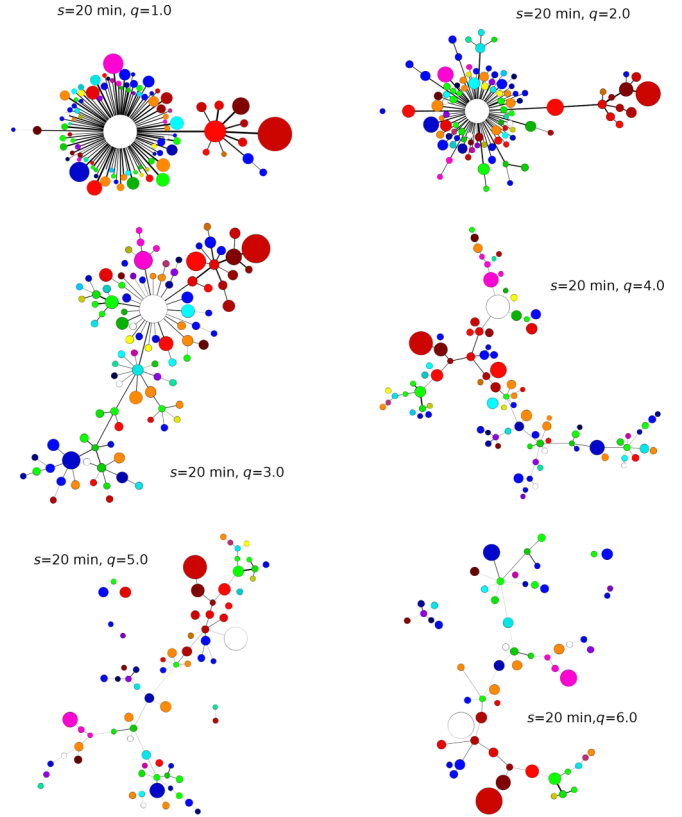 s=20 min, q=1.0
s=20 min, q=2.0
s=20 min, q=4.0
s=20 min, q=3.0
s=20 min, q=5.0
s=20 min,q=6.0